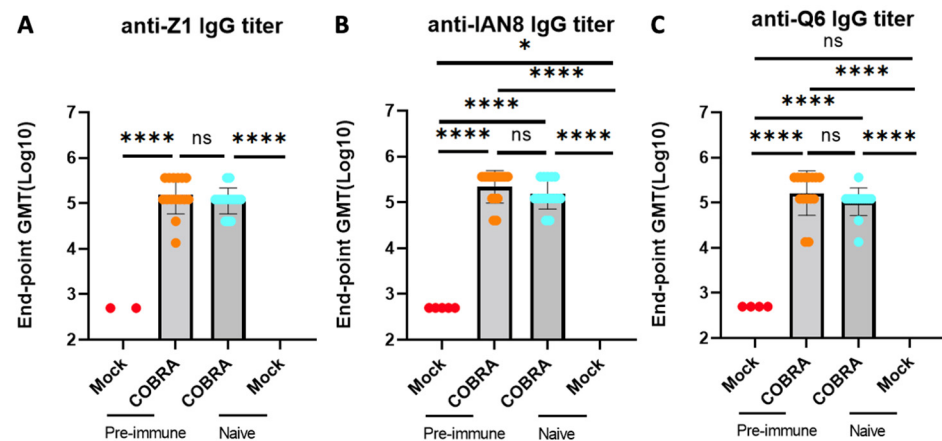 A
anti-Z1 IgG titer
End-point GMT(Log10)
7
6
5
4
3
2
**** ns ****
Mock
COBRA
COBRA
Mock
Pre-immune
Naive
B
anti-IAN8 IgG titer
*
****
****
**** ns ****
End-point GMT(Log10)
7
6
5
4
3
2
Mock
COBRA
COBRA
Mock
Pre-immune
Naive
C
anti-Q6 IgG titer
ns
****
****
**** ns ****
End-point GMT(Log10)
7
6
5
4
3
2
Mock
COBRA
COBRA
Mock
Pre-immune
Naive